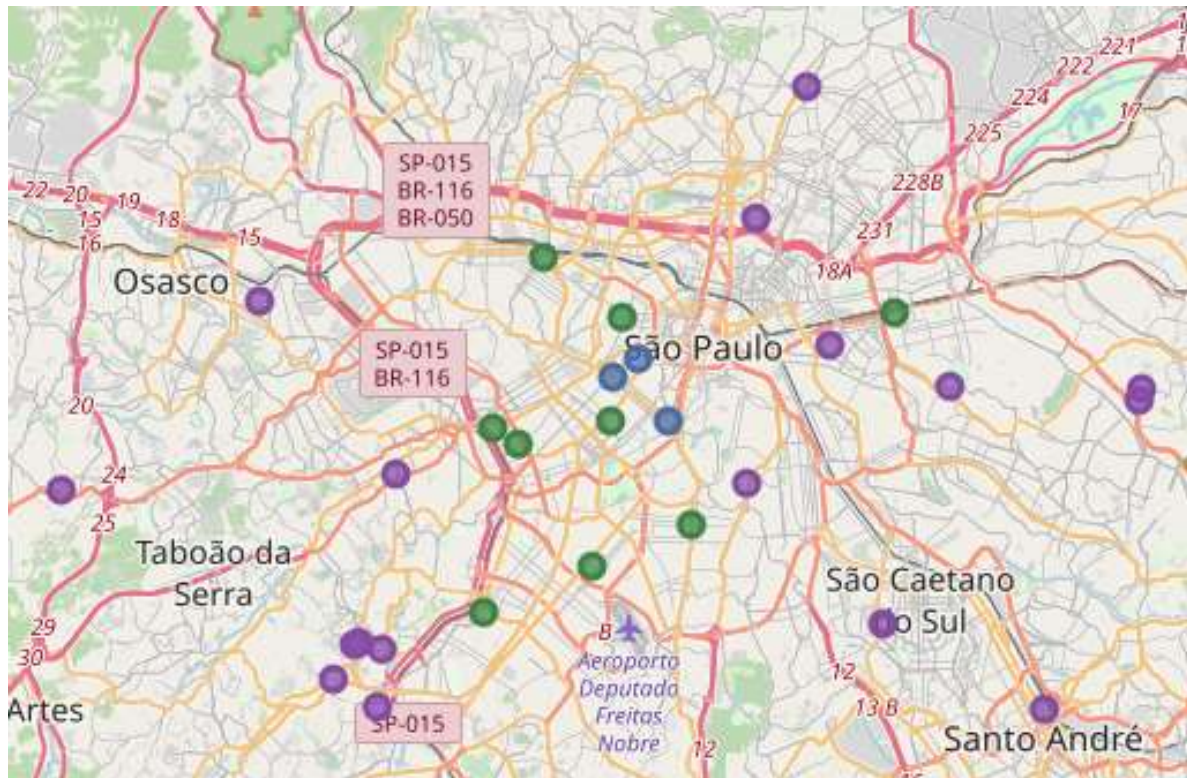 221
222
224
17
225
SP-015
BR-116
BR-050
228B
22
20
19
15
18
16
15
231
18A
Osasco
São Paulo
SP-015
BR-116
20
24
25
Taboão da
Serra
São Caetano
do Sul
29
30
B
Aeroporto
Deputado
Freitas
Nobre
12
13 B
Artes
SP-015
12
Santo André